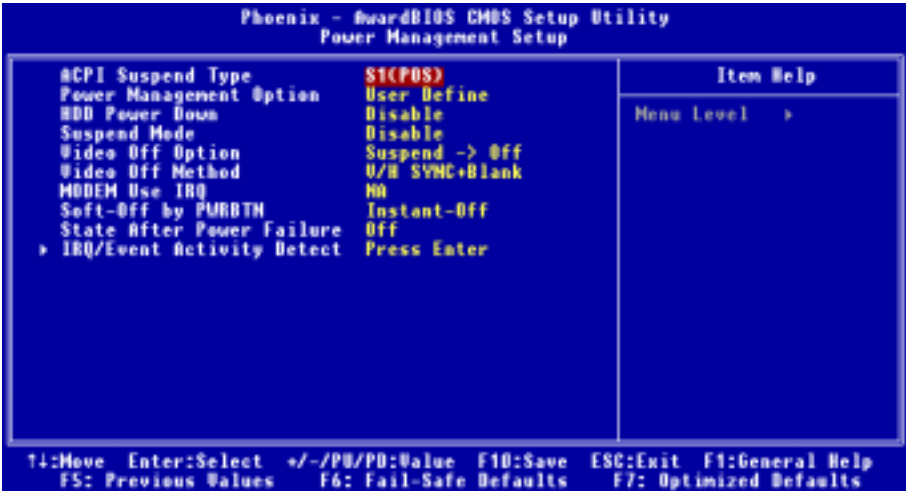 Phoenix - AwardBIOS CMOS Setup Utility
Power Management Setup
ACPI Suspend Type S1(POS)
Power Management Option User Define
HDD Power Down Disable
Suspend Mode Disable
Video Off Option Suspend -> Off
Video Off Method V/H SYNC+Blank
MODEM Use IRQ NA
Soft-Off by PWRBTN Instant-Off
State After Power Failure Off
IRQ/Event Activity Detect Press Enter
Item Help
Menu Level
↑↓:Move Enter:Select +/-/PU/PD:Value F10:Save ESC:Exit F1:General Help
F5: Previous Values F6: Fail-Safe Defaults F7: Optimized Defaults